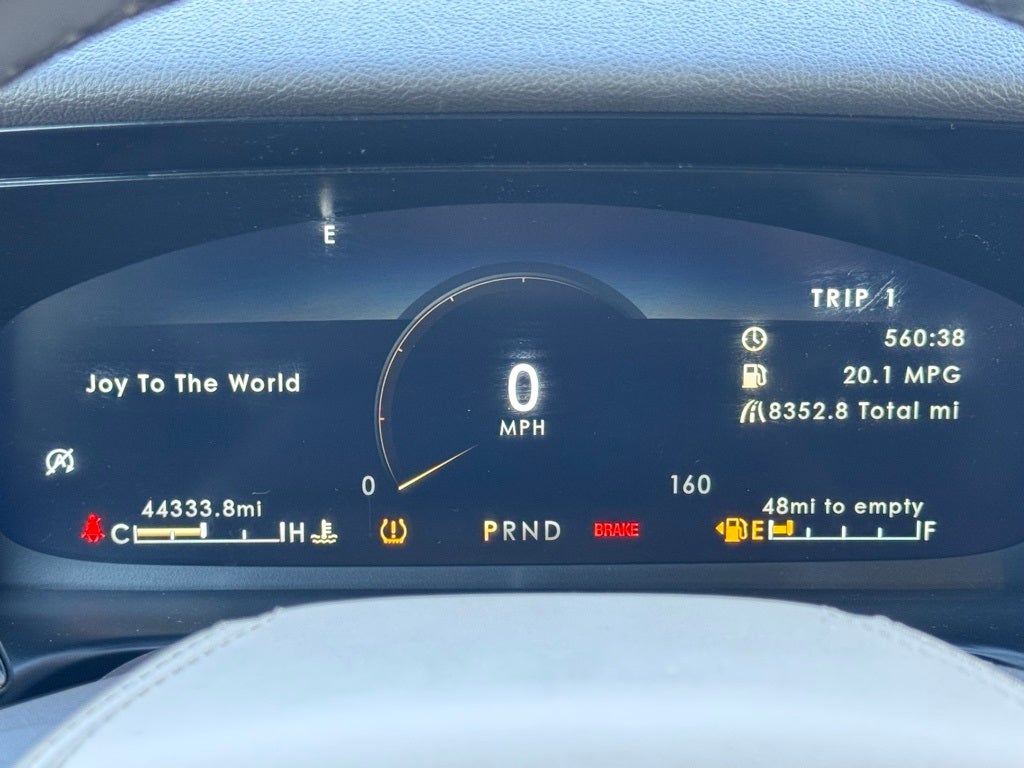 E
TRIP 1
560:38
Joy To The World
20.1 MPG
8352.8 Total mi
0
MPH
A
0
160
44333.8mi
48mi to empty
C H
PRND
BRAKE
E F